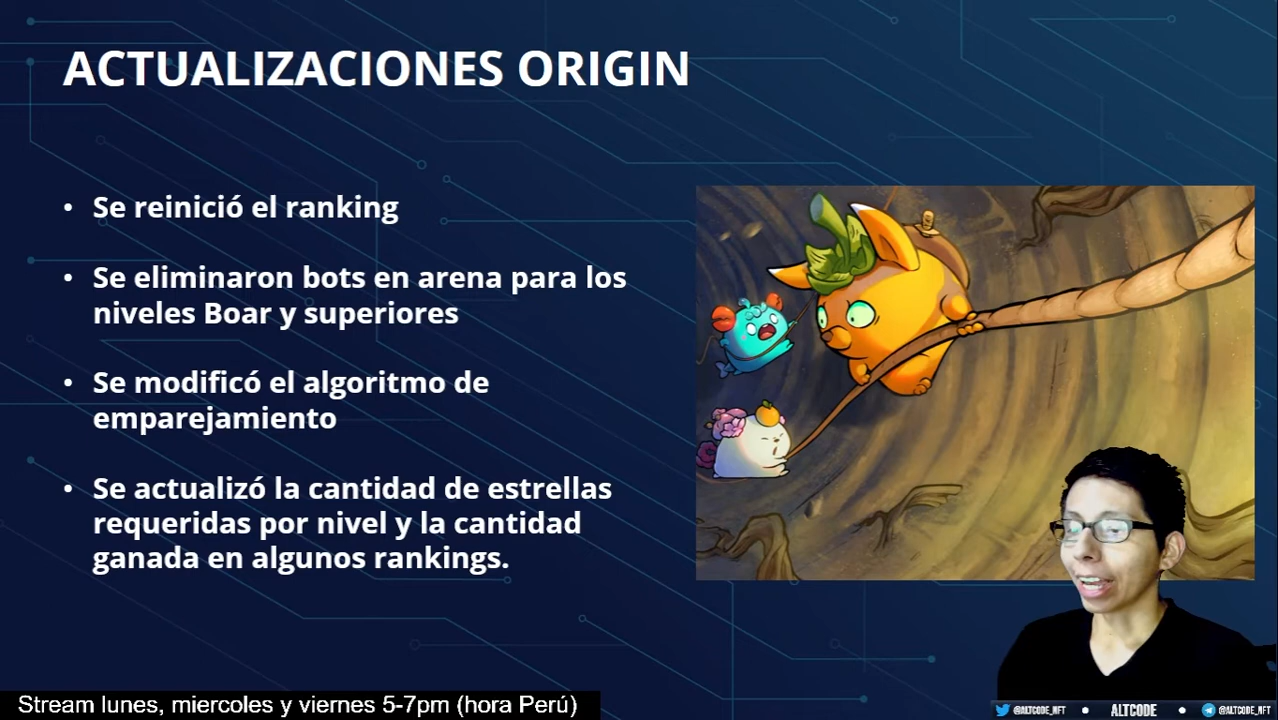 ACTUALIZACIONES ORIGIN
• Se reinició el ranking
• Se eliminaron bots en arena para los
niveles Boar y superiores
• Se modificó el algoritmo de
emparejamiento
• Se actualizó la cantidad de estrellas
requeridas por nivel y la cantidad
ganada en algunos rankings.
Stream lunes, miercoles y viernes 5-7pm (hora Perú)
@ALTCODE_NFT • ALTCODE • @ALTCODE_NFT